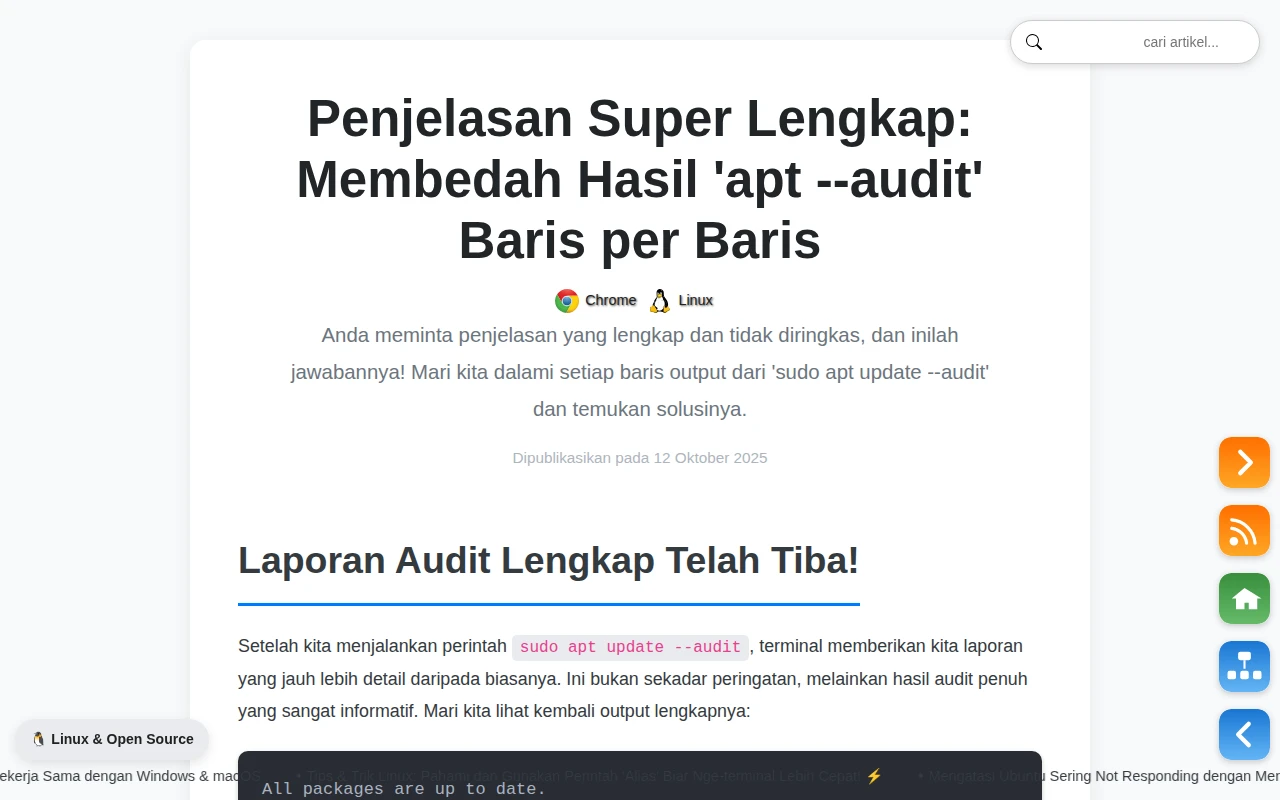 cari artikel...
Penjelasan Super Lengkap:
Membedah Hasil 'apt --audit'
Baris per Baris
Chrome Linux
Anda meminta penjelasan yang lengkap dan tidak diringkas, dan inilah
jawabannya! Mari kita dalami setiap baris output dari 'sudo apt update --audit'
dan temukan solusinya.
Dipublikasikan pada 12 Oktober 2025
Laporan Audit Lengkap Telah Tiba!
Setelah kita menjalankan perintah sudo apt update --audit, terminal memberikan kita laporan
yang jauh lebih detail daripada biasanya. Ini bukan sekadar peringatan, melainkan hasil audit penuh
yang sangat informatif. Mari kita lihat kembali output lengkapnya:
🐧 Linux & Open Source
ekerja Sama dengan Windows & macOS • Tips & Trik Linux: Paham dan Gunakan Perintah 'Alias' Biar Nge-terminal Lebih Cepat! ⚡ • Mengatasi Ubuntu Sering Not Responding dengan Mer
All packages are up to date.